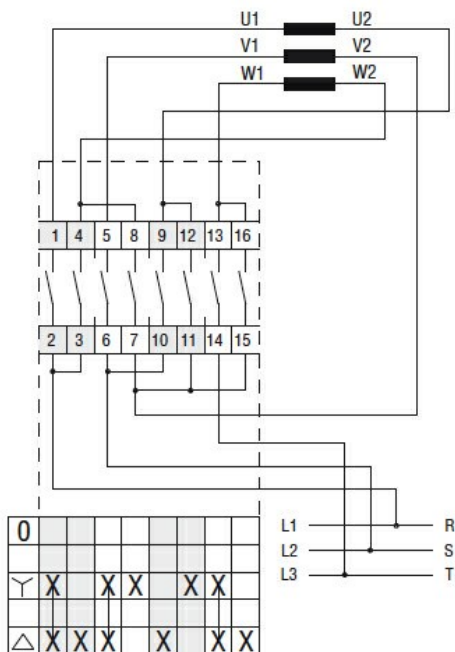 U1 U2
V1 V2
W1 W2
1 4 5 8 9 12 13 16
2 3 6 7 10 11 14 15
L1 R
L2 S
L3 T
0
Y X X X X X
△ X X X X X X